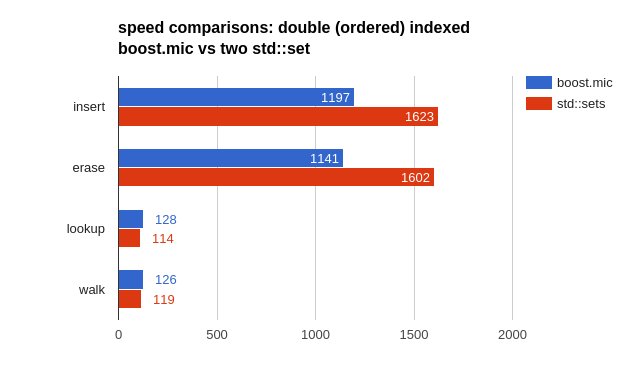 speed comparisons: double (ordered) indexed
boost.mic vs two std::set
boost.mic
std::sets
insert
1197
1623
erase
1141
1602
lookup
128
114
walk
126
119
0 500 1000 1500 2000